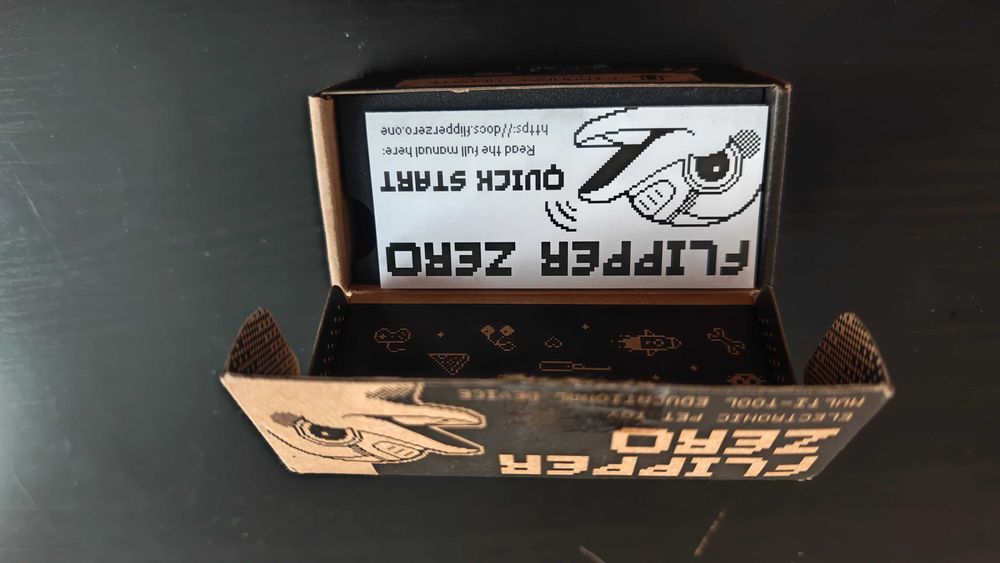 FLIPPER ZERO
QUICK START
Read the full manual here:
https://docs.flipperzero.one
FLIPPER
ZERO
ELECTRONIC PET TOY
MULTI-TOOL EDUCATIONAL DEVICE